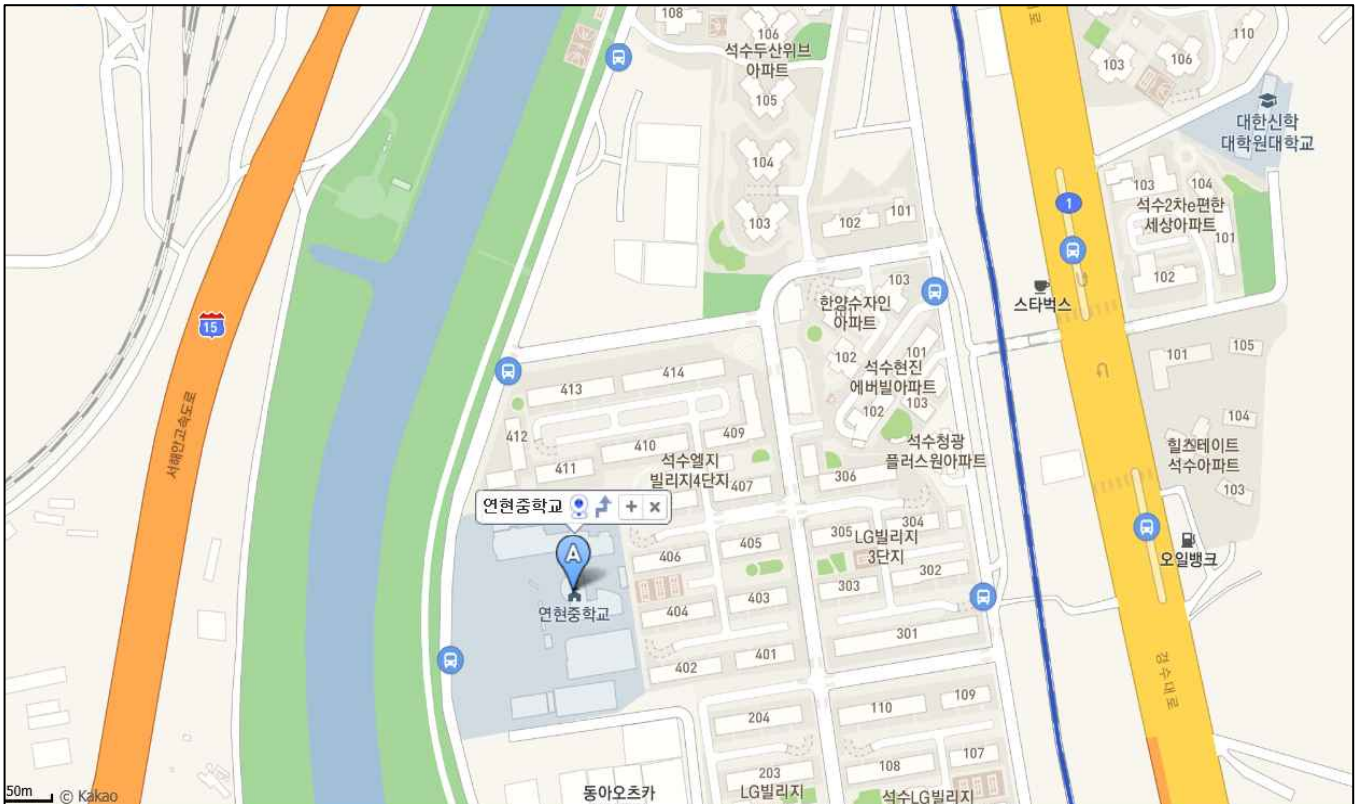 108
106
석수두산위브
아파트
105
104
103
102
101
103
106
110
대한신학
대학원대학교
103
104
석수2차e편한
세상아파트
101
102
1
스타벅스
15
서해안고속도로
103
한양수자인
아파트
102
101
석수현진
에버빌아파트
103
102
석수청광
플러스원아파트
101
105
104
힐스테이트
석수아파트
103
오일뱅크
경수대로
413
414
412
410
409
411
석수엘지
빌리지4단지
407
306
연현중학교
A
연현중학교
406
405
404
403
402
401
305
304
LG빌리지
3단지
303
302
301
204
110
109
203
LG빌리지
108
107
석수LG빌리지
동아오츠카
50m
© Kakao